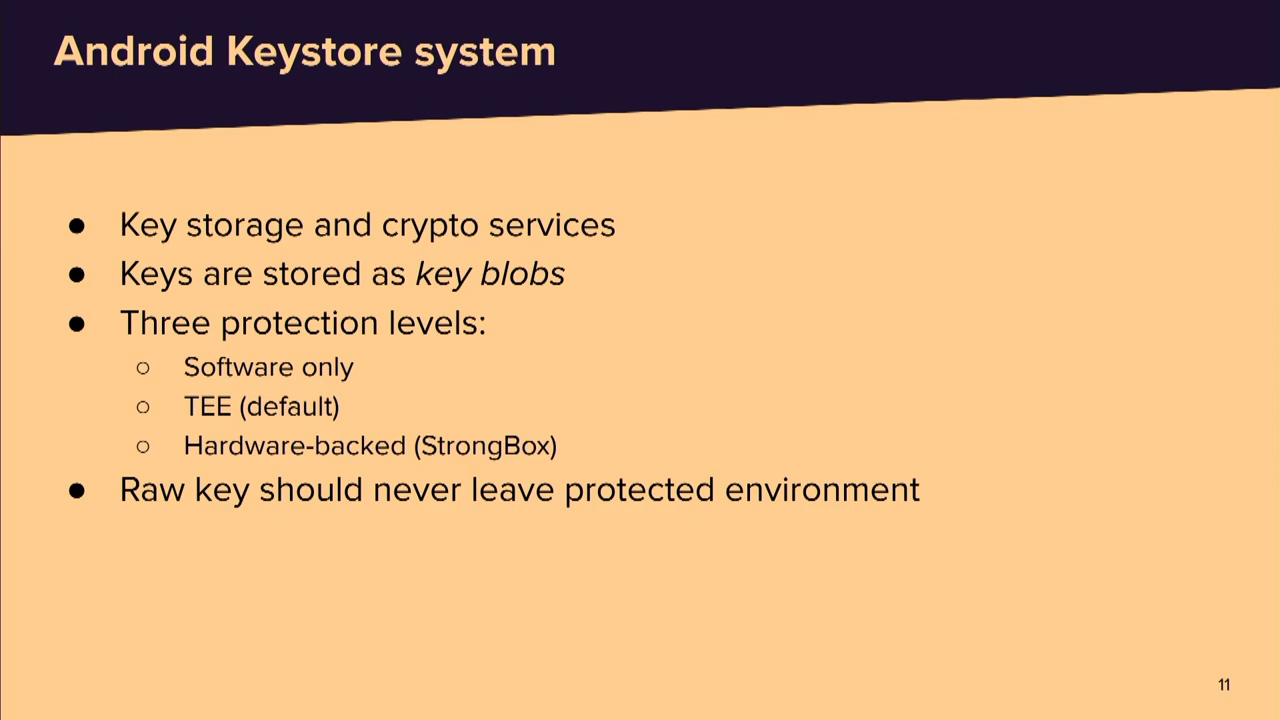 Android Keystore system
● Key storage and crypto services
● Keys are stored as key blobs
● Three protection levels:
○ Software only
○ TEE (default)
○ Hardware-backed (StrongBox)
● Raw key should never leave protected environment
11